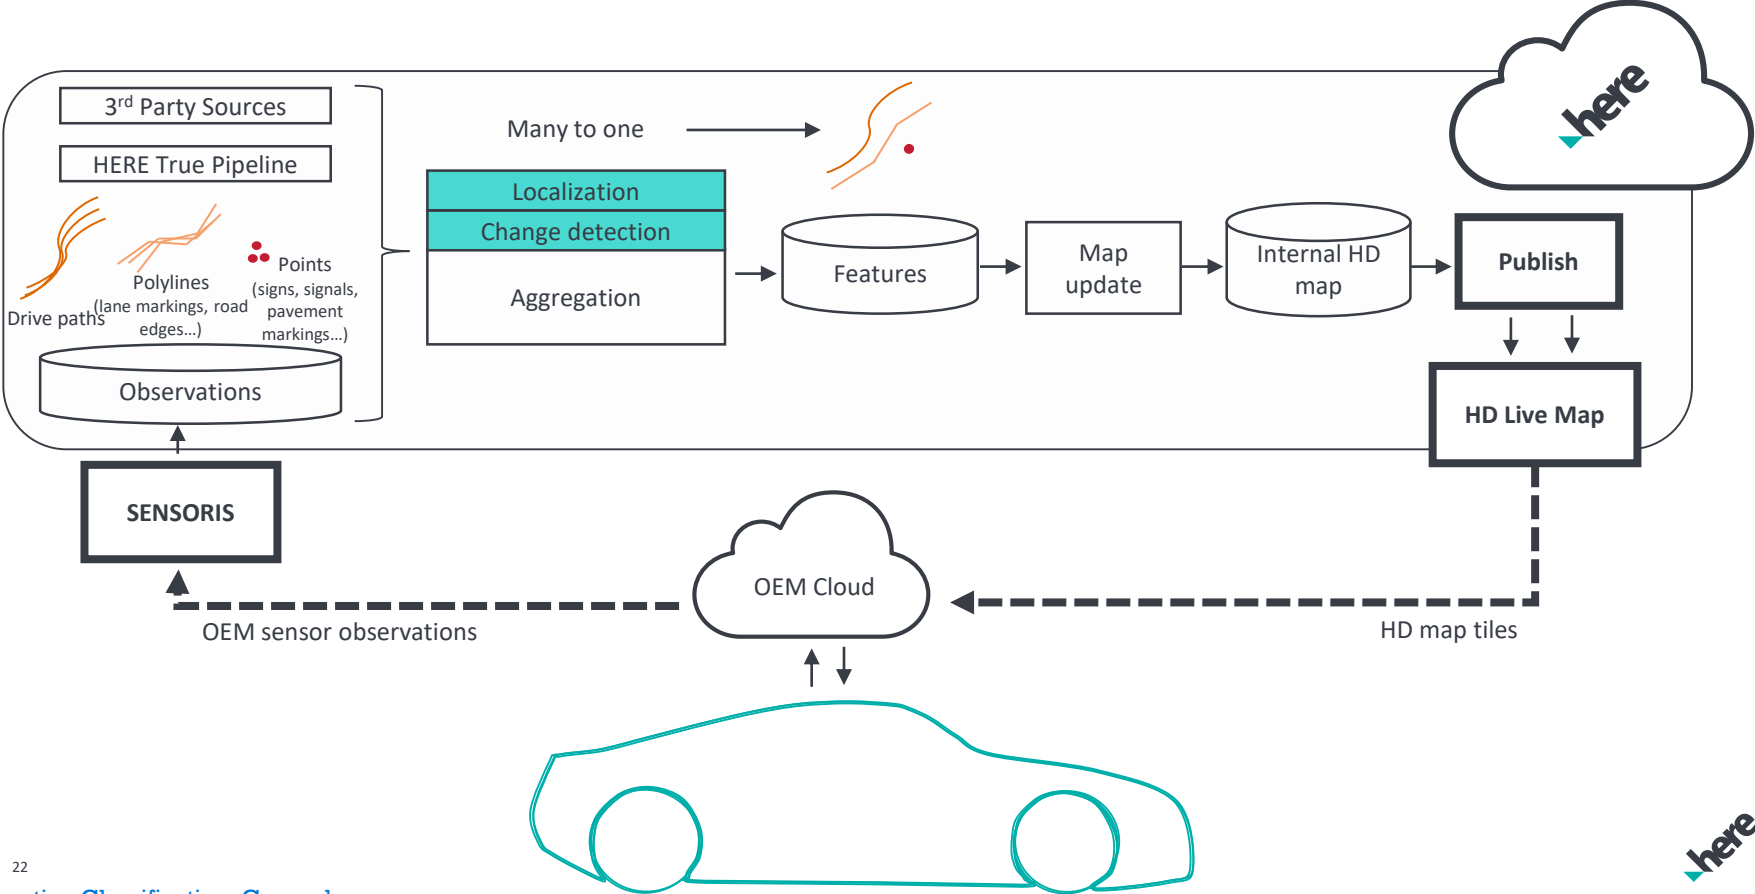 here
3rd Party Sources
HERE True Pipeline
Many to one
Localization
Change detection
Aggregation
Drive paths
Polylines
(lane markings, road
edges...)
Points
(signs, signals,
pavement
markings...)
Observations
Features
Map
update
Internal HD
map
Publish
HD Live Map
SENSORIS
OEM Cloud
OEM sensor observations
HD map tiles
22
here